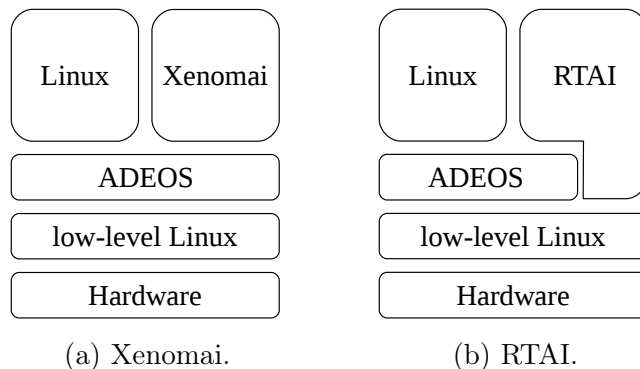 Linux
Xenomai
ADEOS
low-level Linux
Hardware
(a) Xenomai.
Linux
RTAI
ADEOS
low-level Linux
Hardware
(b) RTAI.